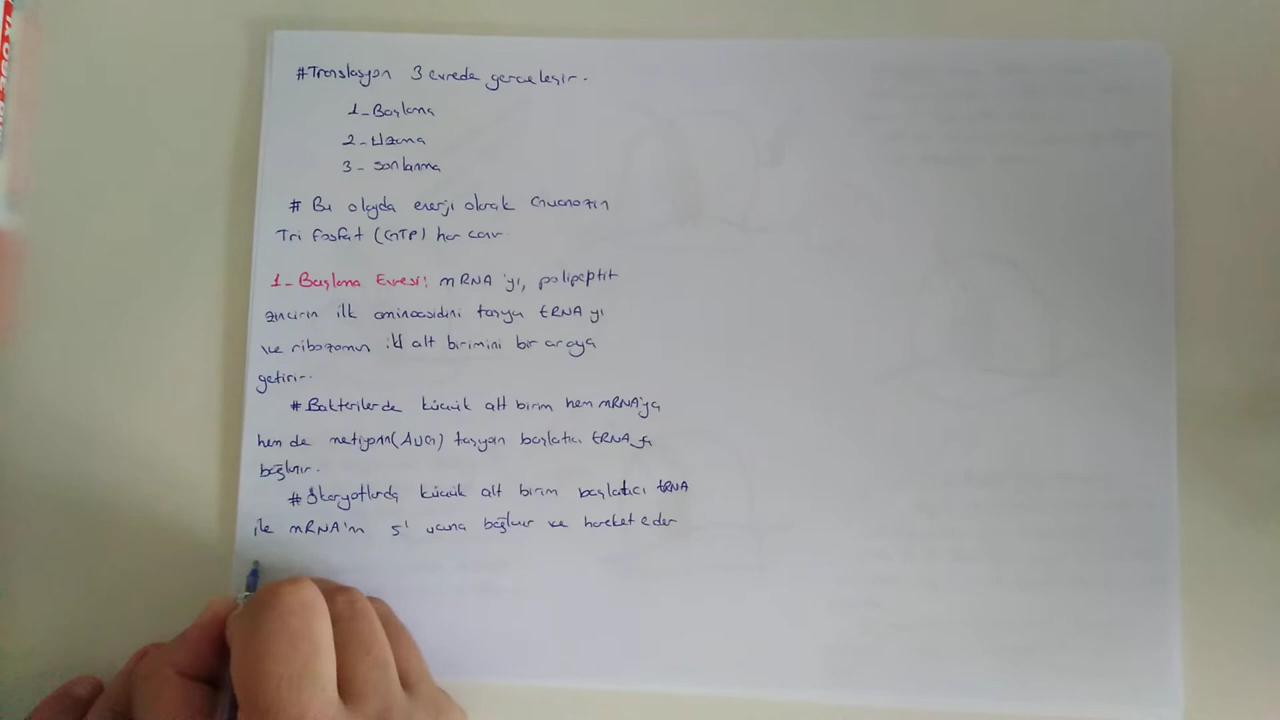 #Translasyon 3 evrede gerçekleşir.
1-Başlama
2-Uzama
3-Sonlanma
# Bu olayda enerji olarak Guanozin
Tri fosfat (GTP) harcanır
1-Başlama Evresi: mRNA'yı, polipeptit
zincirin ilk aminoasidini taşıyan tRNA yı
ve ribozomun iki alt birimini bir araya
getirir.
#Bakterilerde küçük alt birim hem mRNA'ya
hem de metiyonin(AUG) taşıyan başlatıcı tRNA ya
bağlanır.
#Ökaryotlarda küçük alt birim başlatıcı tRNA
ile mRNA'nın 5' ucuna bağlanır ve hareket eder